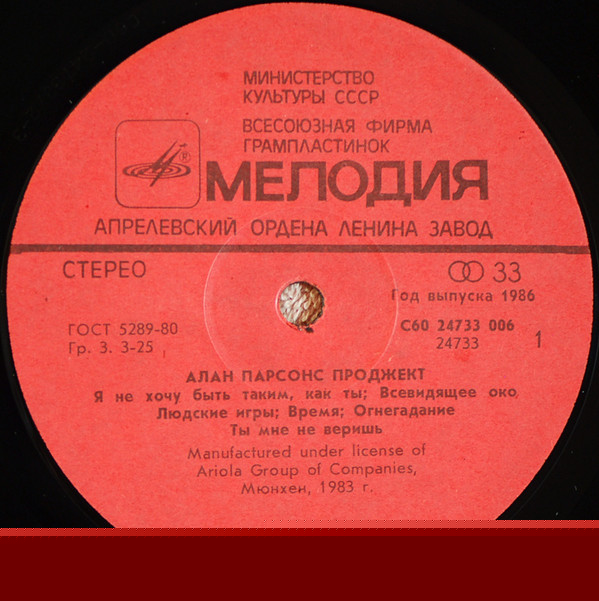 МИНИСТЕРСТВО
КУЛЬТУРЫ СССР
ВСЕСОЮЗНАЯ ФИРМА
ГРАМПЛАСТИНОК
®
МЕЛОДИЯ
АПРЕЛЕВСКИЙ ОРДЕНА ЛЕНИНА ЗАВОД
СТЕРЕО
33
Год выпуска 1986
ГОСТ 5289-80
Гр. 3. 3-25
С60 24733 006
24733
1
АЛАН ПАРСОНС ПРОДЖЕКТ
Я не хочу быть таким, как ты; Всевидящее око,
Людские игры; Время; Огнегадание
Ты мне не веришь
Manufactured under license of
Ariola Group of Companies,
Мюнхен, 1983 г.